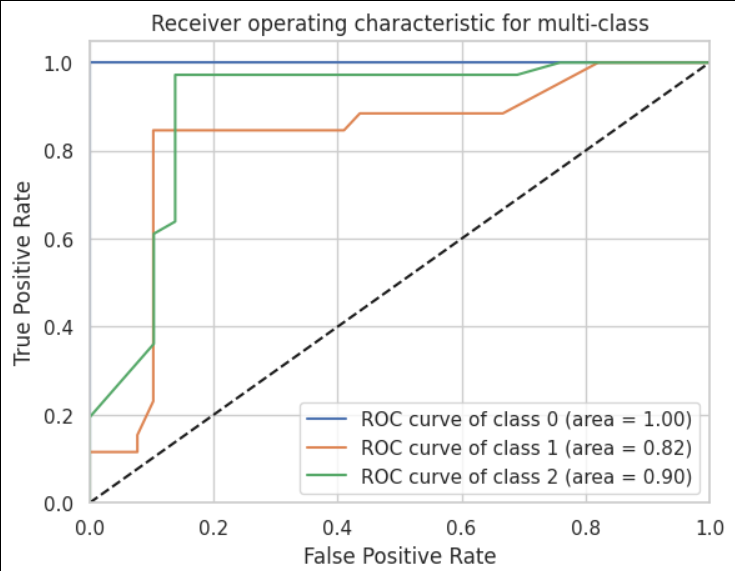 Receiver operating characteristic for multi-class
True Positive Rate
1.0
0.8
0.6
0.4
0.2
0.0
ROC curve of class 0 (area = 1.00)
ROC curve of class 1 (area = 0.82)
ROC curve of class 2 (area = 0.90)
0.0 0.2 0.4 0.6 0.8 1.0
False Positive Rate